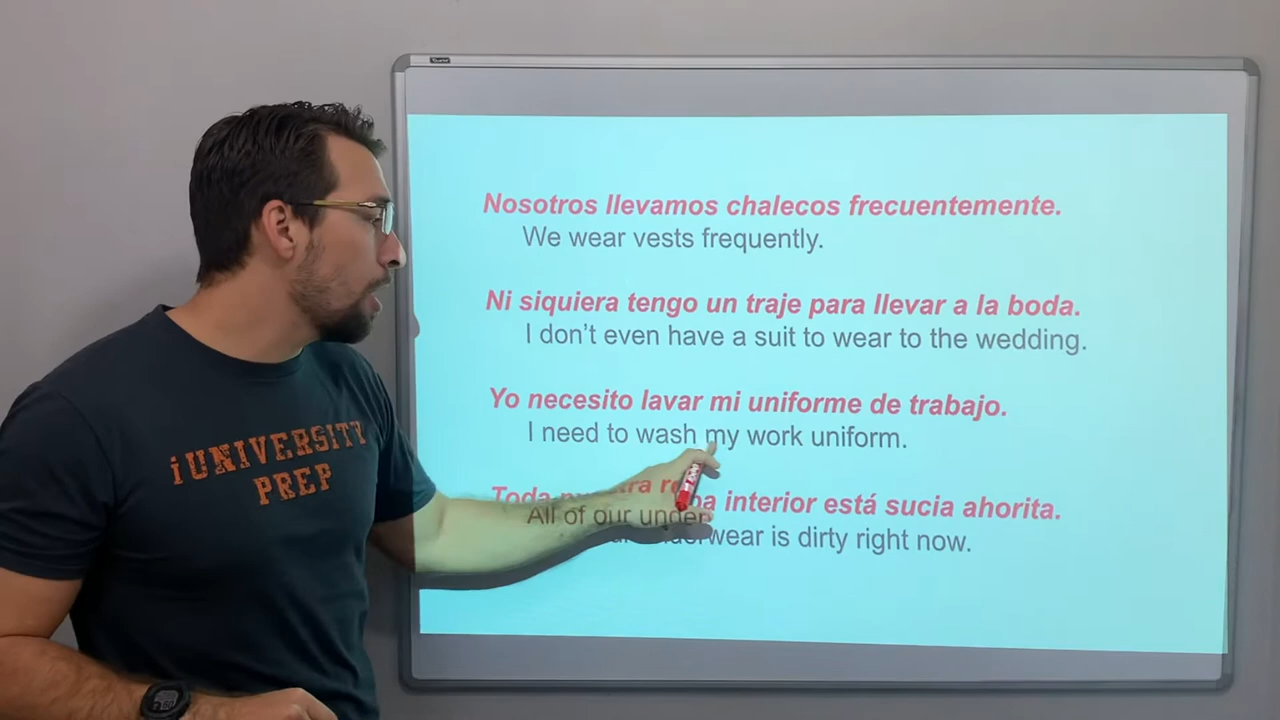 Nosotros llevamos chalecos frecuentemente.
We wear vests frequently.
Ni siquiera tengo un traje para llevar a la boda.
I don't even have a suit to wear to the wedding.
Yo necesito lavar mi uniforme de trabajo.
I need to wash my work uniform.
Toda interior está sucia ahorita.
All of our underwear is dirty right now.
iUNIVERSITY
PREP